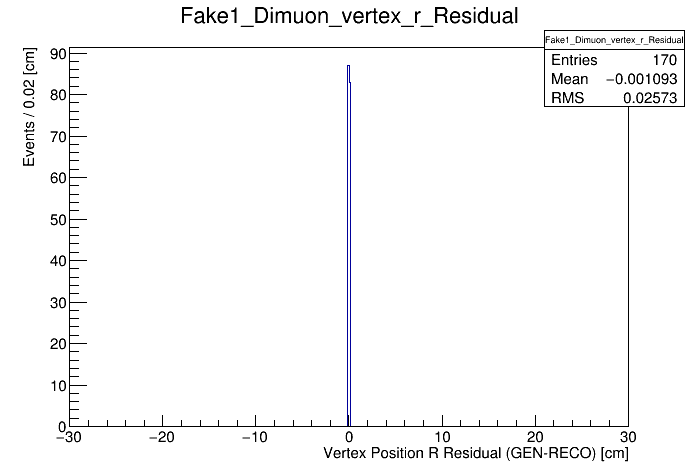 Fake1_Dimuon_vertex_r_Residual
Fake1_Dimuon_vertex_r_Residual
Entries 170
Mean −0.001093
RMS 0.02573
Events / 0.02 [cm]
90
80
70
60
50
40
30
20
10
0
−30 −20 −10 0 10 20 30
Vertex Position R Residual (GEN-RECO) [cm]